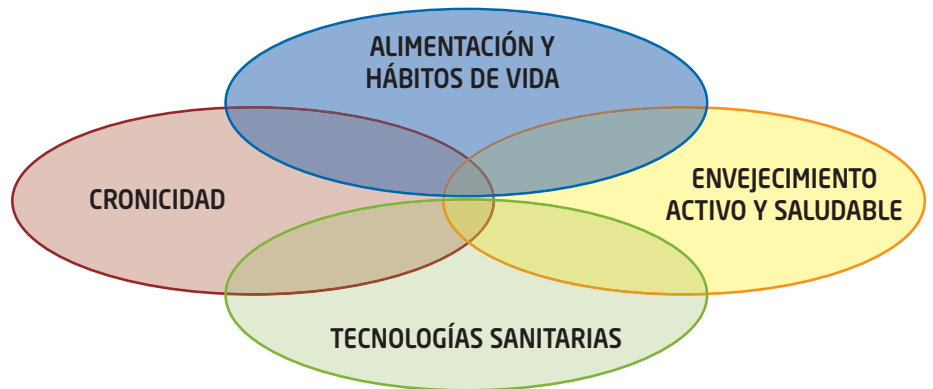 ALIMENTACIÓN Y
HÁBITOS DE VIDA
CRONICIDAD
ENVEJECIMIENTO
ACTIVO Y SALUDABLE
TECNOLOGÍAS SANITARIAS